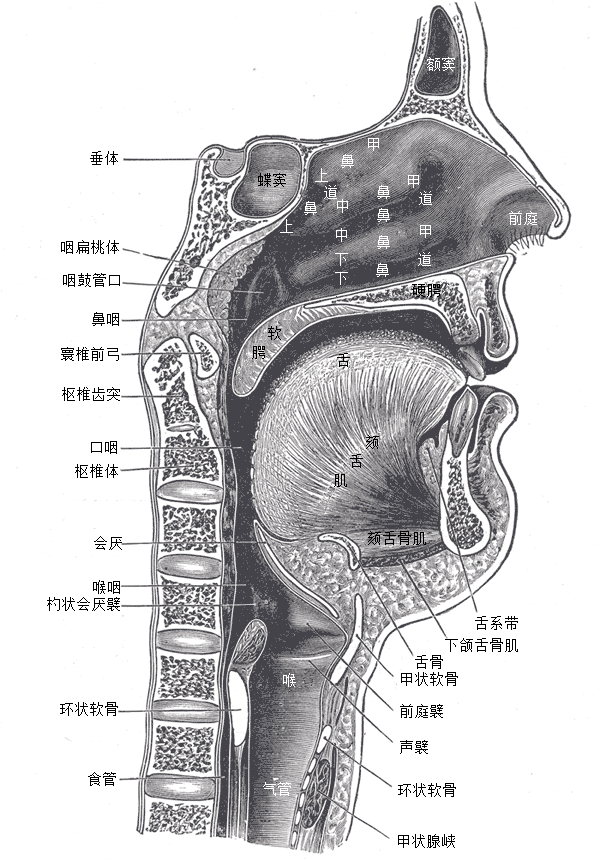 额窦
垂体
蝶窦
上鼻甲
上鼻道
中鼻甲
中鼻道
下鼻甲
下鼻道
前庭
咽扁桃体
咽鼓管口
鼻咽
硬腭
软腭
寰椎前弓
舌
枢椎齿突
口咽
枢椎体
颏舌肌
会厌
颏舌骨肌
喉咽
杓状会厌襞
舌系带
下颌舌骨肌
舌骨
甲状软骨
喉
环状软骨
前庭襞
声襞
食管
气管
环状软骨
甲状腺峡